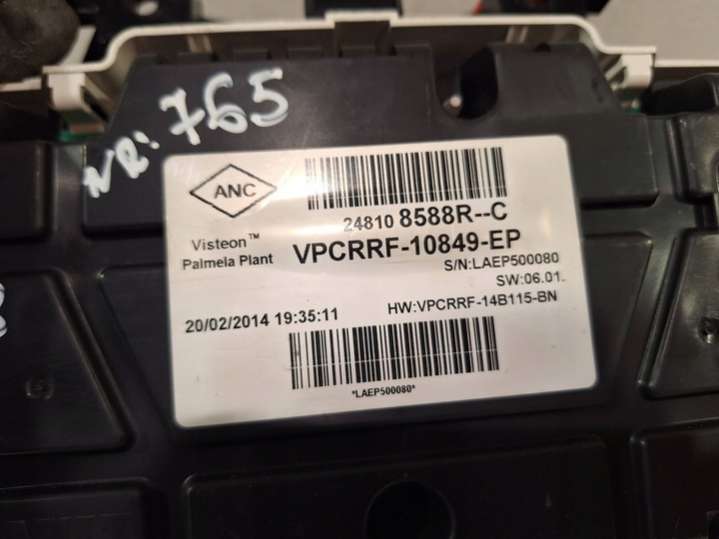 NR: 765
ANC
24810 8588R--C
Visteon™
Palmela Plant
VPCRRF-10849-EP
S/N:LAEP500080
SW:06.01.
HW:VPCRRF-14B115-BN
20/02/2014 19:35:11
*LAEP500080*